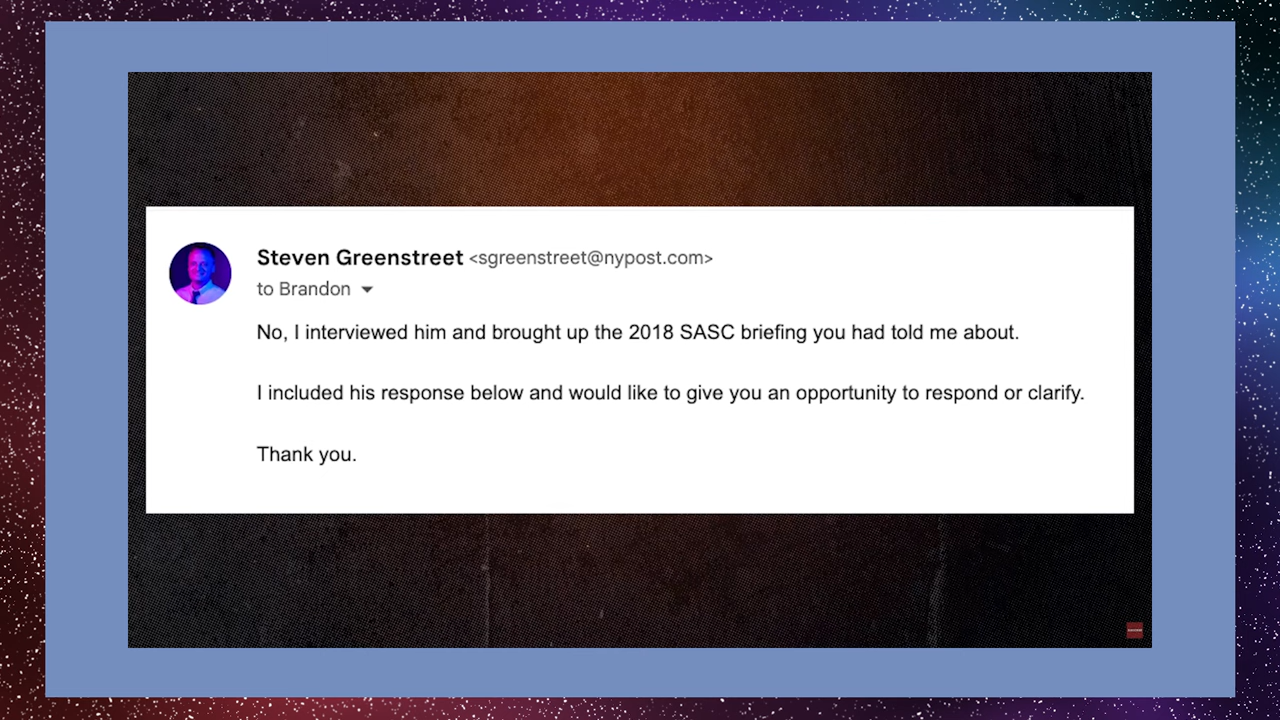 Steven Greenstreet <sgreenstreet@nypost.com>
to Brandon
No, I interviewed him and brought up the 2018 SASC briefing you had told me about.
I included his response below and would like to give you an opportunity to respond or clarify.
Thank you.